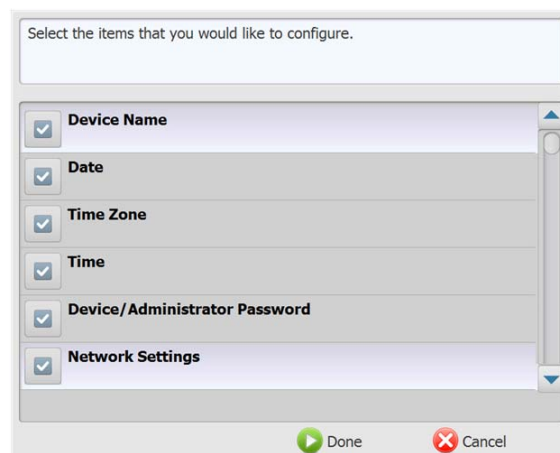 Select the items that you would like to configure.
Device Name
Date
Time Zone
Time
Device/Administrator Password
Network Settings
Done
Cancel